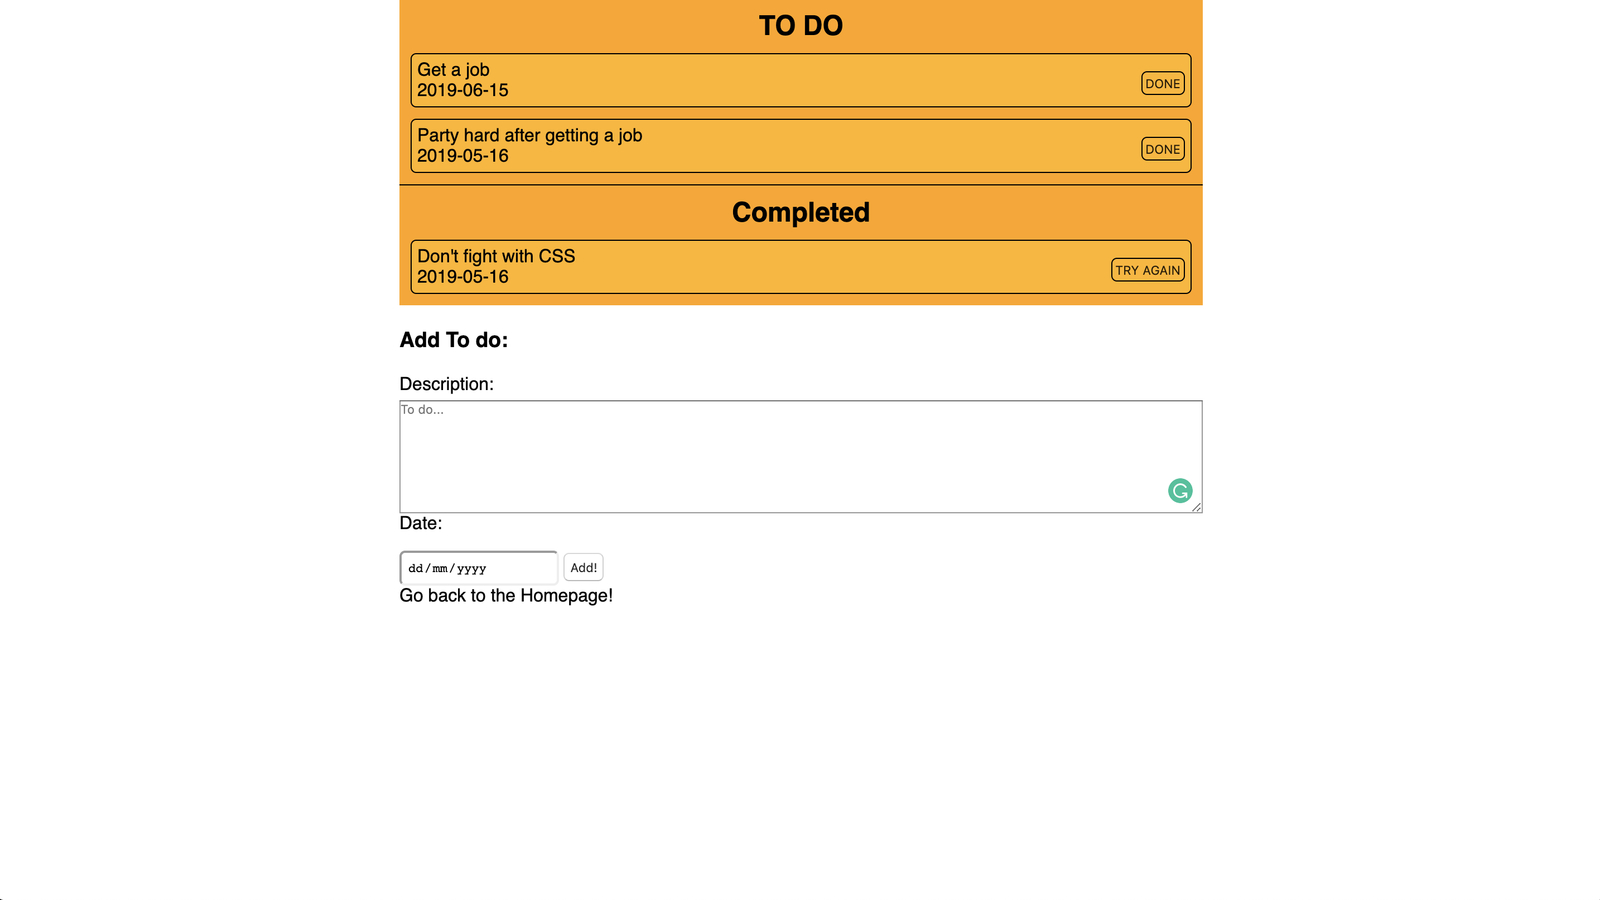 TO DO
Get a job
2019-06-15
DONE
Party hard after getting a job
2019-05-16
DONE
Completed
Don't fight with CSS
2019-05-16
TRY AGAIN
Add To do:
Description:
To do...
Date:
dd/mm/yyyy
Add!
Go back to the Homepage!